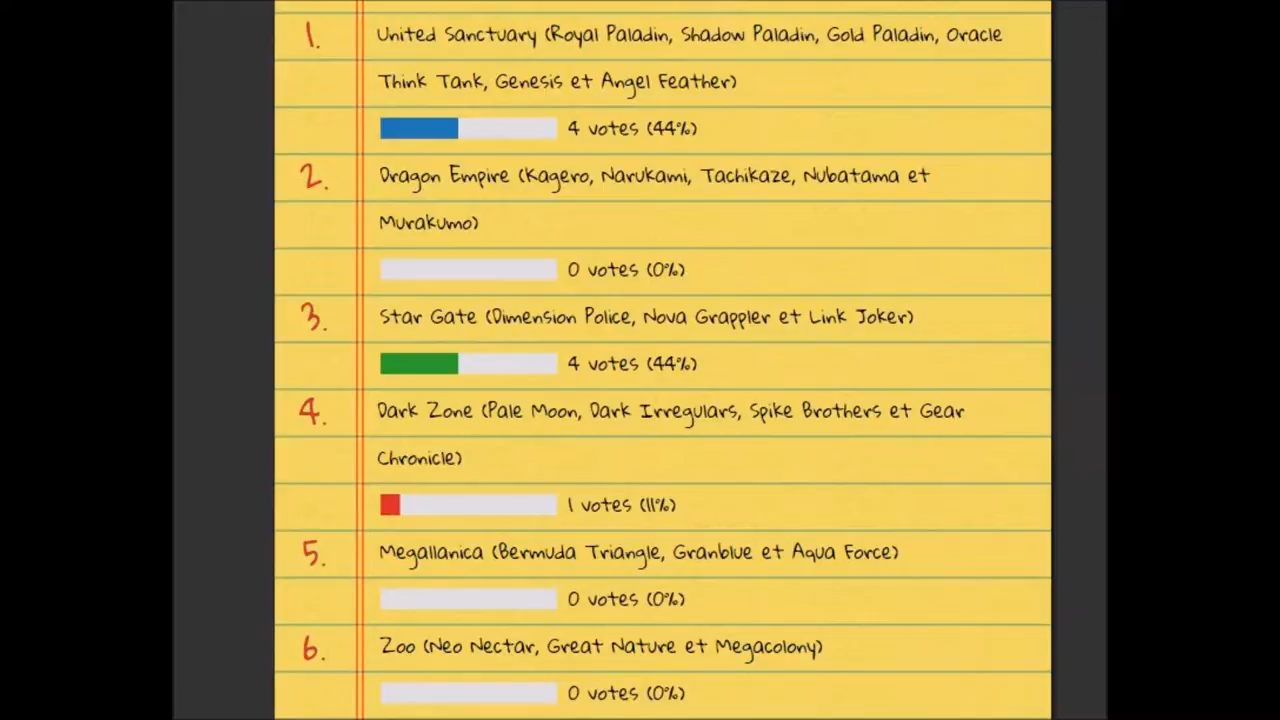 1. United Sanctuary (Royal Paladin, Shadow Paladin, Gold Paladin, Oracle
Think Tank, Genesis et Angel Feather)
4 votes (44%)
2. Dragon Empire (Kagero, Narukami, Tachikaze, Nubatama et
Murakumo)
0 votes (0%)
3. Star Gate (Dimension Police, Nova Grappler et Link Joker)
4 votes (44%)
4. Dark Zone (Pale Moon, Dark Irregulars, Spike Brothers et Gear
Chronicle)
1 votes (11%)
5. Megallanica (Bermuda Triangle, Granblue et Aqua Force)
0 votes (0%)
6. Zoo (Neo Nectar, Great Nature et Megacolony)
0 votes (0%)